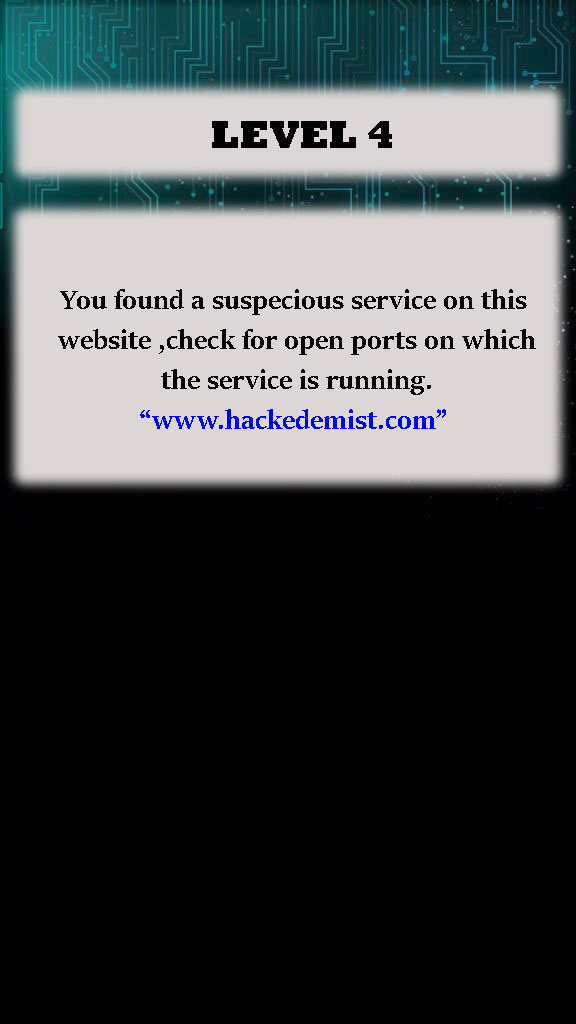 LEVEL 4
You found a suspecious service on this
website ,check for open ports on which
the service is running.
“www.hackedemist.com”